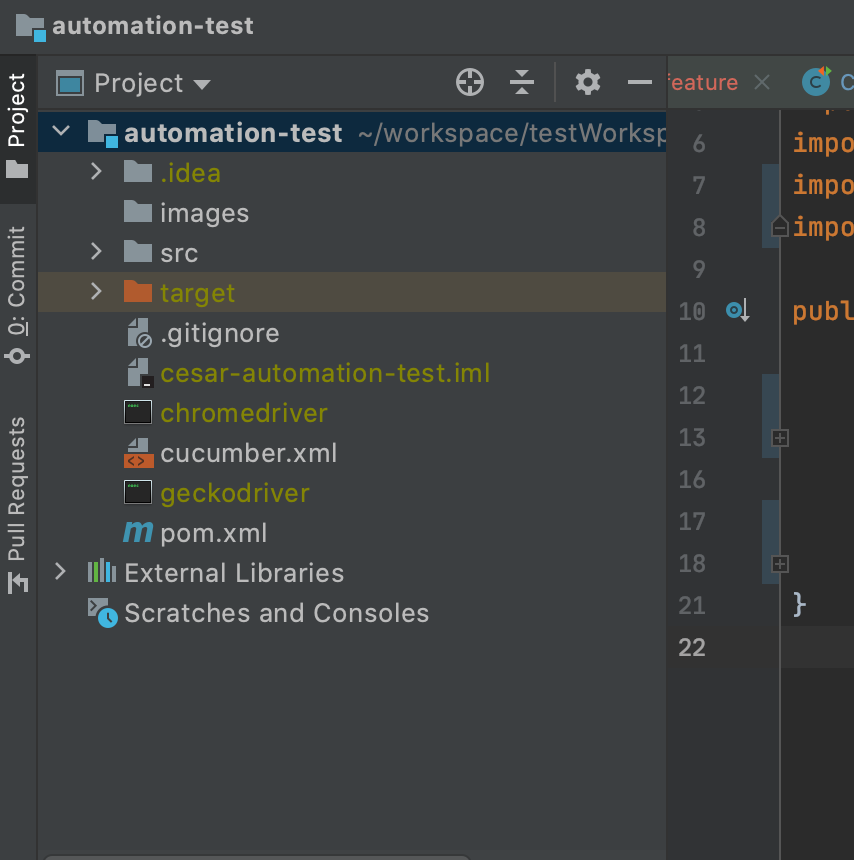 automation-test
Project
0: Commit
Pull Requests
Project
automation-test ~/workspace/testWorksp
.idea
images
src
target
.gitignore
cesar-automation-test.iml
chromedriver
cucumber.xml
geckodriver
m pom.xml
External Libraries
Scratches and Consoles
eature
C C
6 impo
7 impo
8 impo
9
10 publ
11
12
13
16
17
18
21 }
22